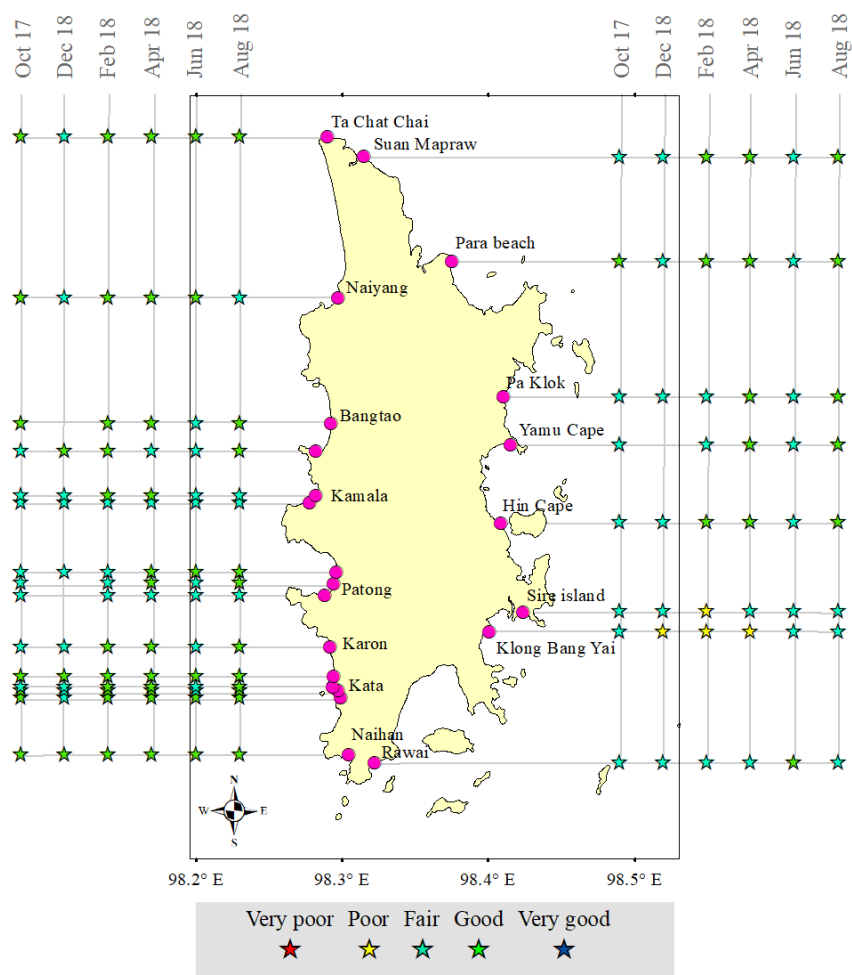 Oct 17
Dec 18
Feb 18
Apr 18
Jun 18
Aug 18
Oct 17
Dec 18
Feb 18
Apr 18
Jun 18
Aug 18
Ta Chat Chai
Suan Mapraw
Para beach
Naiyang
Pa Klok
Bangtao
Yamu Cape
Kamala
Hin Cape
Patong
Sire island
Karon
Klong Bang Yai
Kata
Naihan
Rawai
N
W
E
S
98.2° E
98.3° E
98.4° E
98.5° E
Very poor
Poor
Fair
Good
Very good